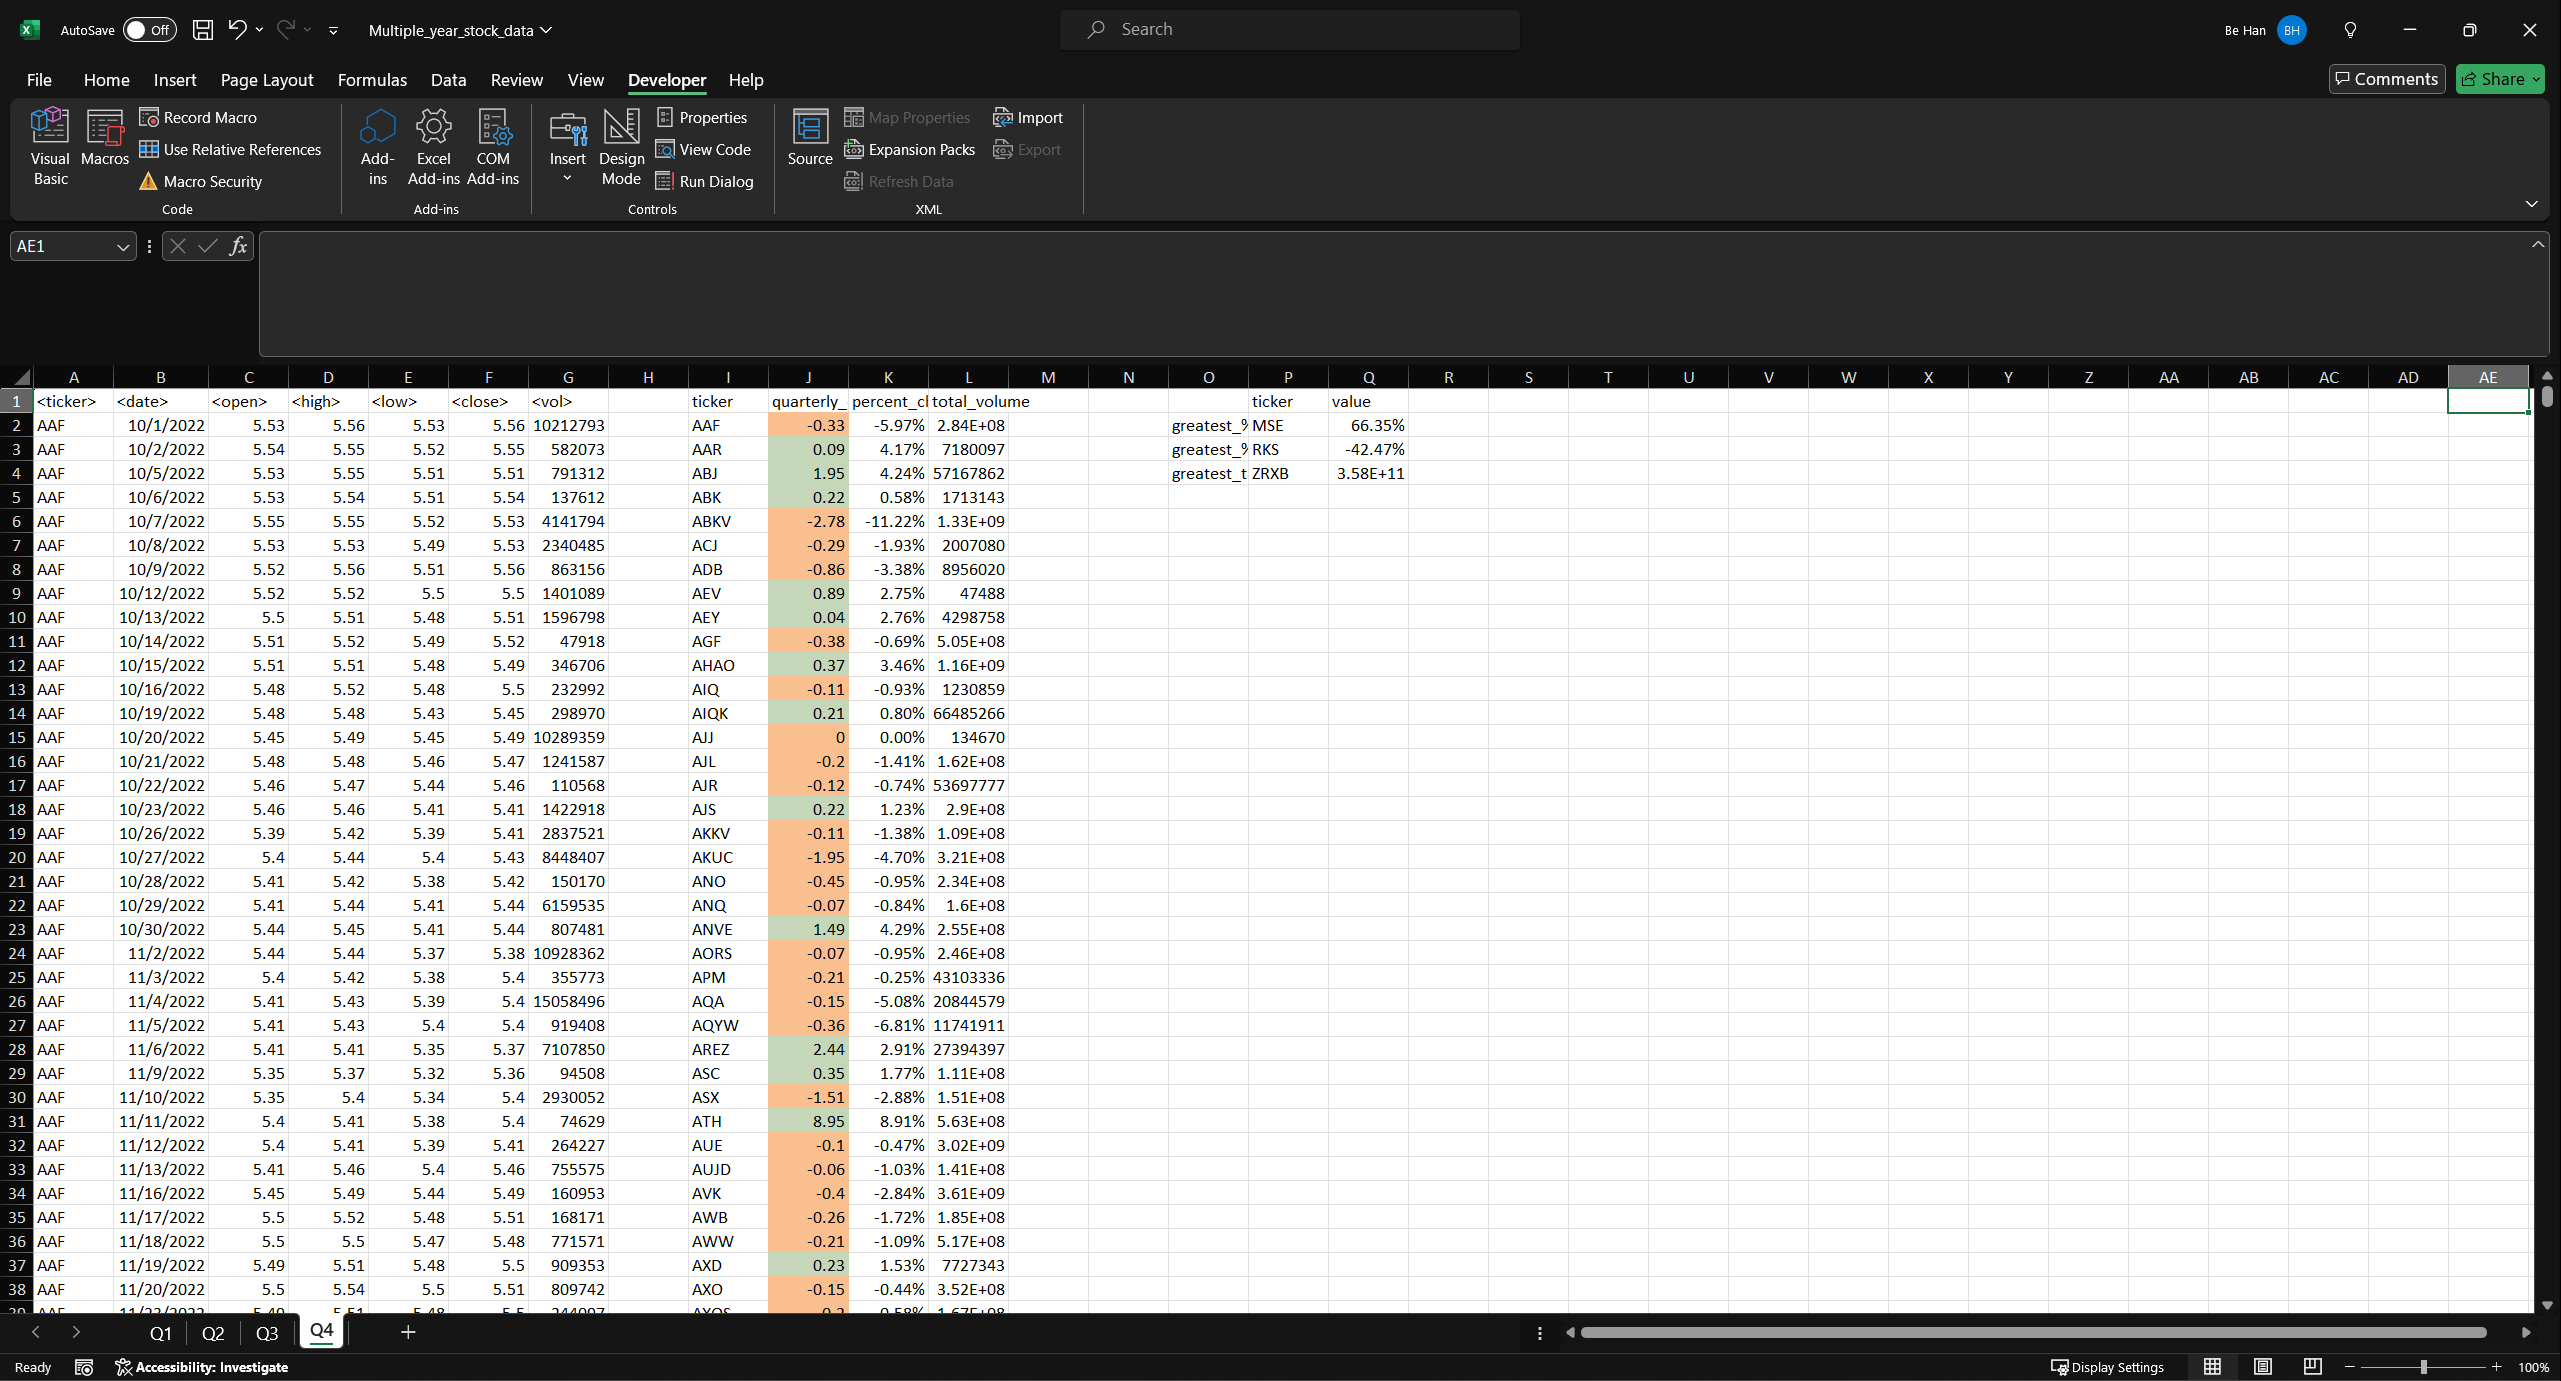 AutoSave Off Multiple_year_stock_data Search Be Han BH
File Home Insert Page Layout Formulas Data Review View Developer Help Comments Share
Visual Basic
Macros
Record Macro
Use Relative References
Macro Security
Code
Add-ins
Excel Add-ins
COM Add-ins
Add-ins
Insert
Design Mode
Properties
View Code
Run Dialog
Controls
Source
Map Properties
Expansion Packs
Refresh Data
Import
Export
XML
AE1 fx
A B C D E F G H I J K L M N O P Q R S T U V W X Y Z AA AB AC AD AE
1 <ticker> <date> <open> <high> <low> <close> <vol> ticker quarterly_ percent_cl total_volume ticker value
2 AAF 10/1/2022 5.53 5.56 5.53 5.56 10212793 AAF -0.33 -5.97% 2.84E+08 greatest_% MSE 66.35%
3 AAF 10/2/2022 5.54 5.55 5.52 5.55 582073 AAR 0.09 4.17% 7180097 greatest_% RKS -42.47%
4 AAF 10/5/2022 5.53 5.55 5.51 5.51 791312 ABJ 1.95 4.24% 57167862 greatest_t ZRXB 3.58E+11
5 AAF 10/6/2022 5.53 5.54 5.51 5.54 137612 ABK 0.22 0.58% 1713143
6 AAF 10/7/2022 5.55 5.55 5.52 5.53 4141794 ABKV -2.78 -11.22% 1.33E+09
7 AAF 10/8/2022 5.53 5.53 5.49 5.53 2340485 ACJ -0.29 -1.93% 2007080
8 AAF 10/9/2022 5.52 5.56 5.51 5.56 863156 ADB -0.86 -3.38% 8956020
9 AAF 10/12/2022 5.52 5.52 5.5 5.5 1401089 AEV 0.89 2.75% 47488
10 AAF 10/13/2022 5.5 5.51 5.48 5.51 1596798 AEY 0.04 2.76% 4298758
11 AAF 10/14/2022 5.51 5.52 5.49 5.52 47918 AGF -0.38 -0.69% 5.05E+08
12 AAF 10/15/2022 5.51 5.51 5.48 5.49 346706 AHAO 0.37 3.46% 1.16E+09
13 AAF 10/16/2022 5.48 5.52 5.48 5.5 232992 AIQ -0.11 -0.93% 1230859
14 AAF 10/19/2022 5.48 5.48 5.43 5.45 298970 AIQK 0.21 0.80% 66485266
15 AAF 10/20/2022 5.45 5.49 5.45 5.49 10289359 AJJ 0 0.00% 134670
16 AAF 10/21/2022 5.48 5.48 5.46 5.47 1241587 AJL -0.2 -1.41% 1.62E+08
17 AAF 10/22/2022 5.46 5.47 5.44 5.46 110568 AJR -0.12 -0.74% 53697777
18 AAF 10/23/2022 5.46 5.46 5.41 5.41 1422918 AJS 0.22 1.23% 2.9E+08
19 AAF 10/26/2022 5.39 5.42 5.39 5.41 2837521 AKKV -0.11 -1.38% 1.09E+08
20 AAF 10/27/2022 5.4 5.44 5.4 5.43 8448407 AKUC -1.95 -4.70% 3.21E+08
21 AAF 10/28/2022 5.41 5.42 5.38 5.42 150170 ANO -0.45 -0.95% 2.34E+08
22 AAF 10/29/2022 5.41 5.44 5.41 5.44 6159535 ANQ -0.07 -0.84% 1.6E+08
23 AAF 10/30/2022 5.44 5.45 5.41 5.44 807481 ANVE 1.49 4.29% 2.55E+08
24 AAF 11/2/2022 5.44 5.44 5.37 5.38 10928362 AORS -0.07 -0.95% 2.46E+08
25 AAF 11/3/2022 5.4 5.42 5.38 5.4 355773 APM -0.21 -0.25% 43103336
26 AAF 11/4/2022 5.41 5.43 5.39 5.4 15058496 AQA -0.15 -5.08% 20844579
27 AAF 11/5/2022 5.41 5.43 5.4 5.4 919408 AQYW -0.36 -6.81% 11741911
28 AAF 11/6/2022 5.41 5.41 5.35 5.37 7107850 AREZ 2.44 2.91% 27394397
29 AAF 11/9/2022 5.35 5.37 5.32 5.36 94508 ASC 0.35 1.77% 1.11E+08
30 AAF 11/10/2022 5.35 5.4 5.34 5.4 2930052 ASX -1.51 -2.88% 1.51E+08
31 AAF 11/11/2022 5.4 5.41 5.38 5.4 74629 ATH 8.95 8.91% 5.63E+08
32 AAF 11/12/2022 5.4 5.41 5.39 5.41 264227 AUE -0.1 -0.47% 3.02E+09
33 AAF 11/13/2022 5.41 5.46 5.4 5.46 755575 AUJD -0.06 -1.03% 1.41E+08
34 AAF 11/16/2022 5.45 5.49 5.44 5.49 160953 AVK -0.4 -2.84% 3.61E+09
35 AAF 11/17/2022 5.5 5.52 5.48 5.51 168171 AWB -0.26 -1.72% 1.85E+08
36 AAF 11/18/2022 5.5 5.5 5.47 5.48 771571 AWW -0.21 -1.09% 5.17E+08
37 AAF 11/19/2022 5.49 5.51 5.48 5.5 909353 AXD 0.23 1.53% 7727343
38 AAF 11/20/2022 5.5 5.54 5.5 5.51 809742 AXO -0.15 -0.44% 3.52E+08
Q1 Q2 Q3 Q4
Ready Accessibility: Investigate Display Settings 100%